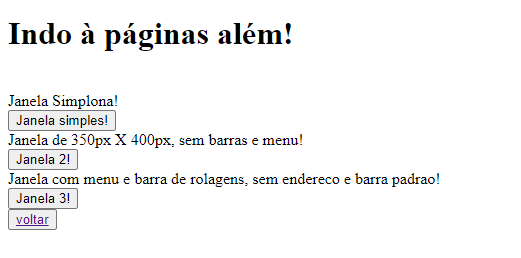 Indo à páginas além!
Janela Simplona!
Janela simples!
Janela de 350px X 400px, sem barras e menu!
Janela 2!
Janela com menu e barra de rolagens, sem endereco e barra padrao!
Janela 3!
voltar